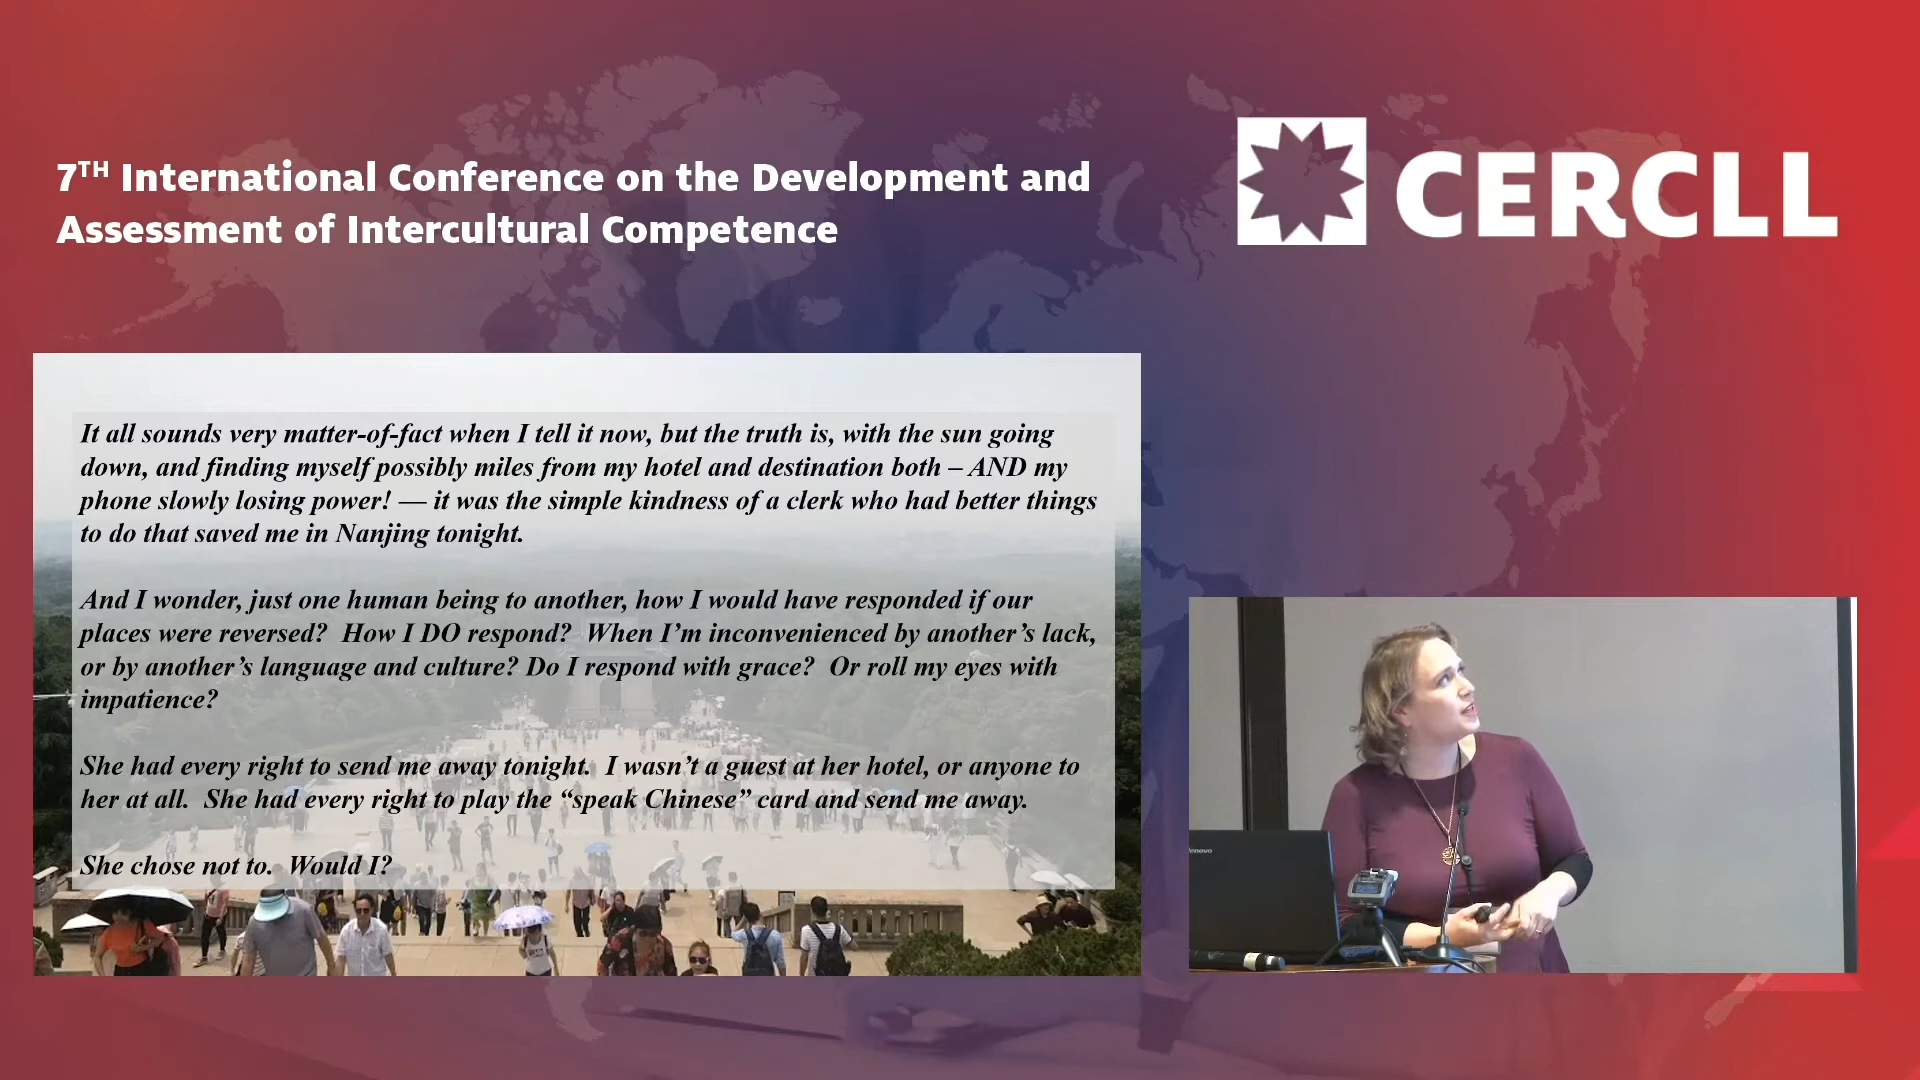 7TH International Conference on the Development and
Assessment of Intercultural Competence
CERCLL
It all sounds very matter-of-fact when I tell it now, but the truth is, with the sun going
down, and finding myself possibly miles from my hotel and destination both – AND my
phone slowly losing power! — it was the simple kindness of a clerk who had better things
to do that saved me in Nanjing tonight.
And I wonder, just one human being to another, how I would have responded if our
places were reversed?  How I DO respond?  When I’m inconvenienced by another’s lack,
or by another’s language and culture? Do I respond with grace?  Or roll my eyes with
impatience?
She had every right to send me away tonight.  I wasn’t a guest at her hotel, or anyone to
her at all.  She had every right to play the “speak Chinese” card and send me away.
She chose not to.  Would I?